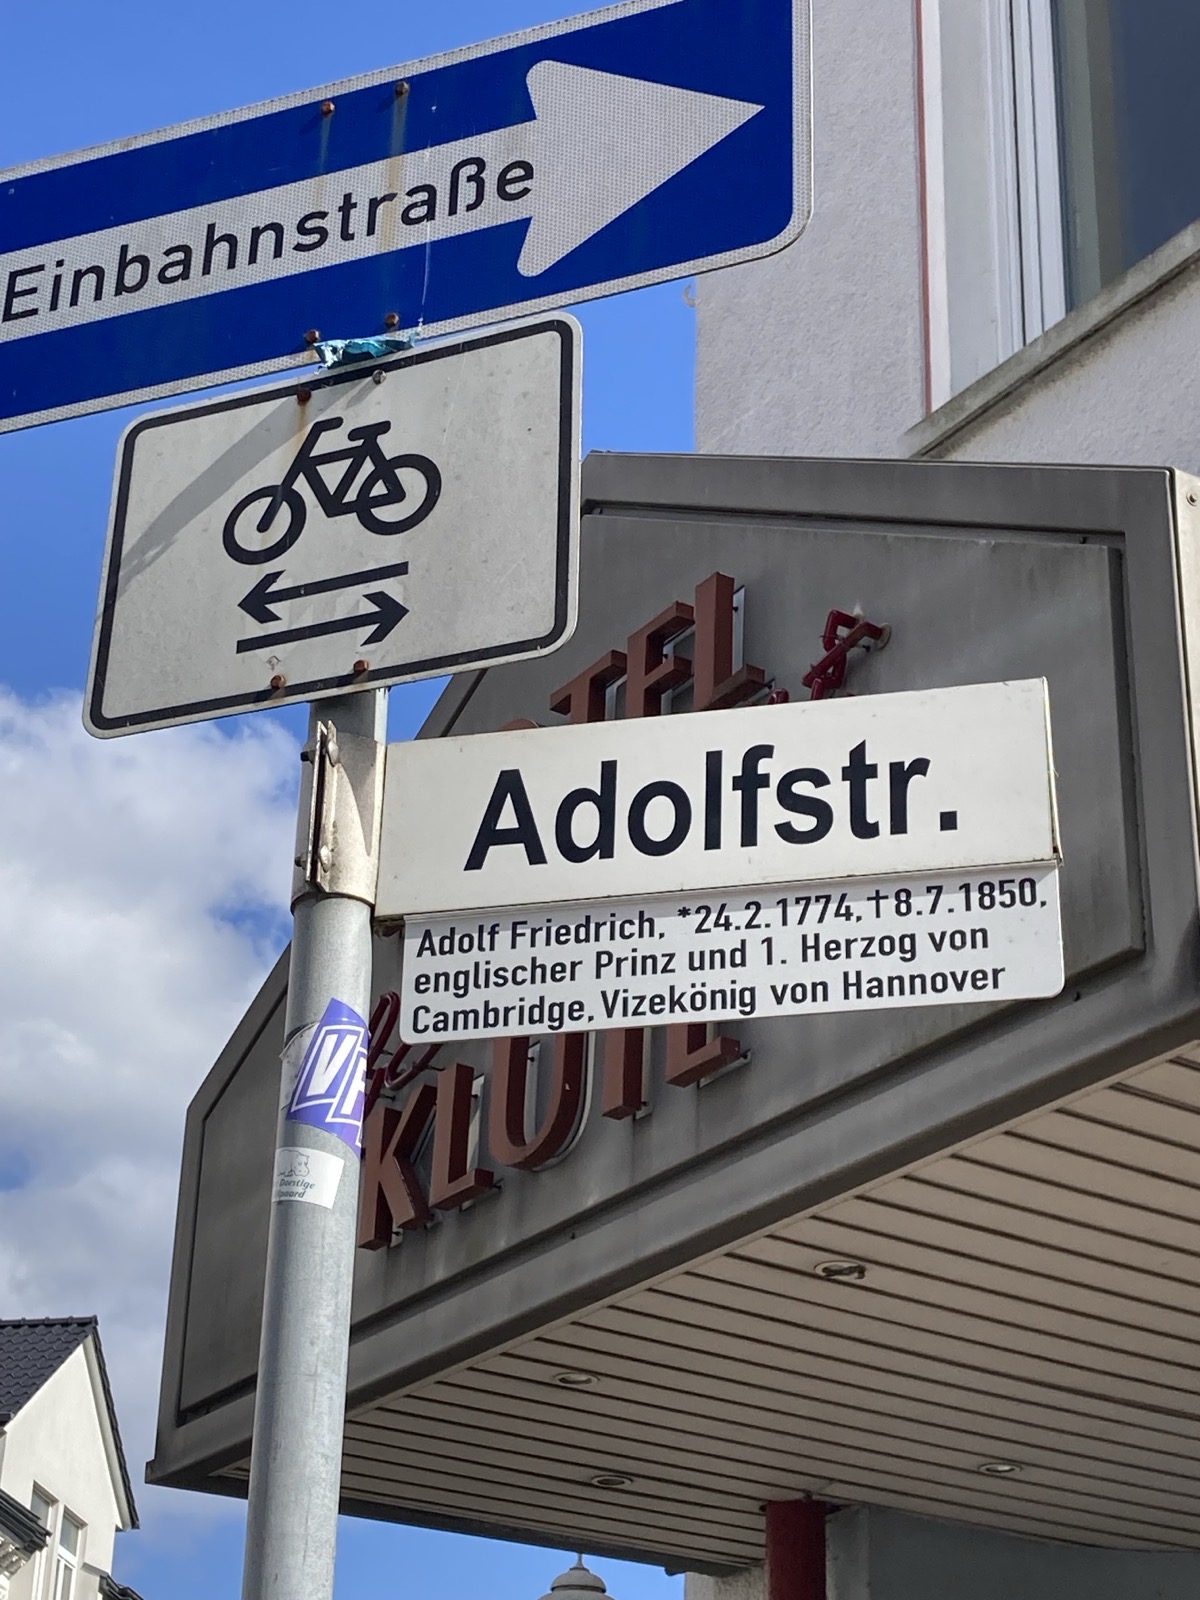 Einbahnstraße
Adolfstr.
Adolf Friedrich, *24.2.1774,†8.7.1850,
englischer Prinz und 1. Herzog von
Cambridge, Vizekönig von Hannover